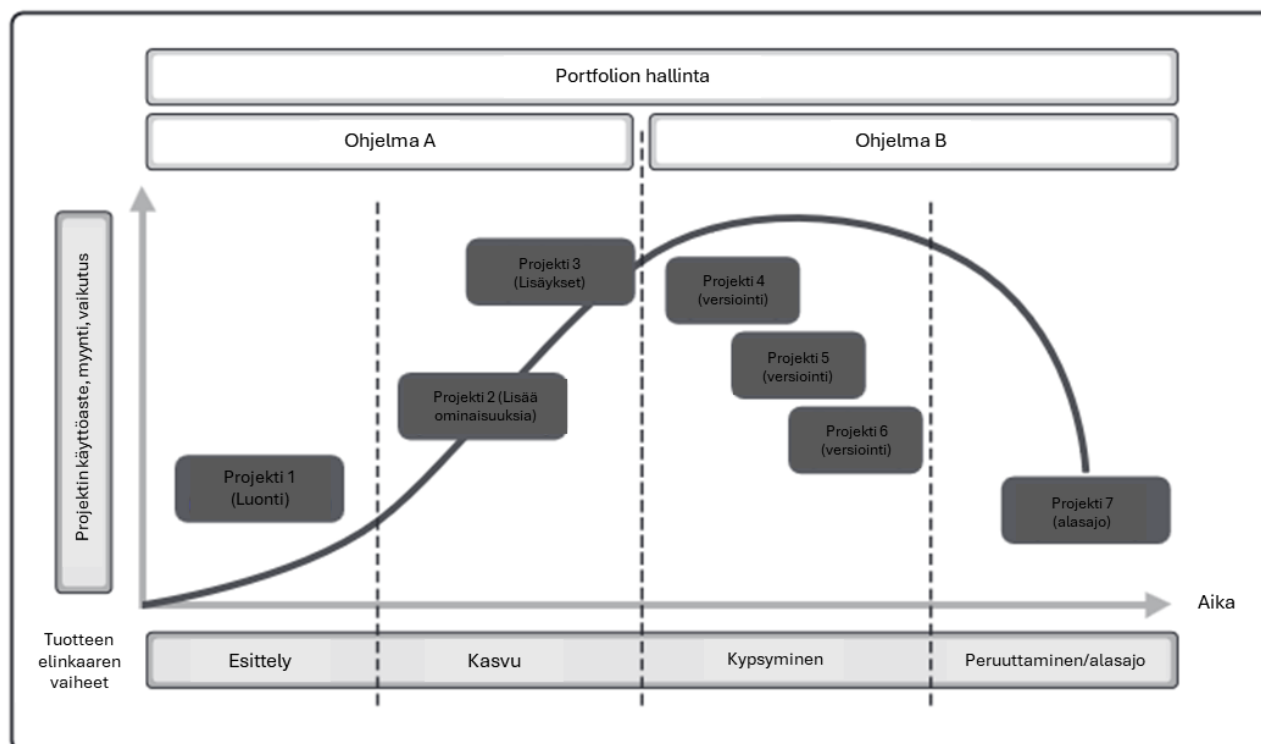 Portfolion hallinta
Ohjelma A
Ohjelma B
Projektin käyttöaste, myynti, vaikutus
Projekti 3
(Lisäykset)
Projekti 4
(versiointi)
Projekti 5
(versiointi)
Projekti 2 (Lisää
ominaisuuksia)
Projekti 6
(versiointi)
Projekti 1
(Luonti)
Projekti 7
(alasajo)
Aika
Tuotteen
elinkaaren
vaiheet
Esittely
Kasvu
Kypsyminen
Peruuttaminen/alasajo